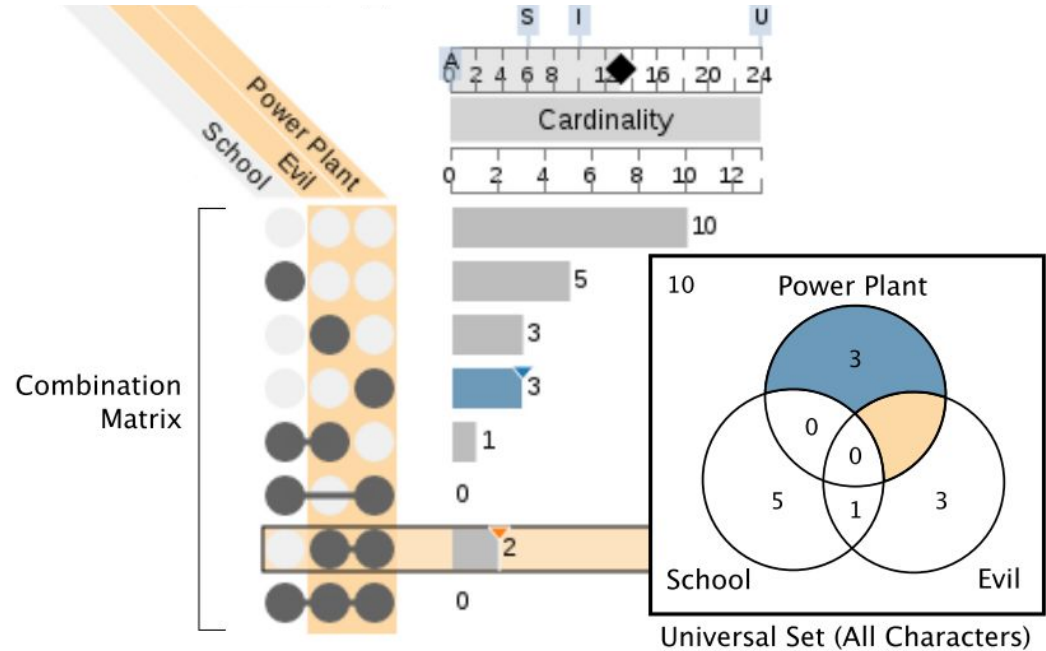 S I U
A
0 2 4 6 8 12 16 20 24
Cardinality
0 2 4 6 8 10 12
School
Evil
Power Plant
Combination
Matrix
10
5
3
3
1
0
2
0
10
Power Plant
3
0
0
5
1
3
School
Evil
Universal Set (All Characters)